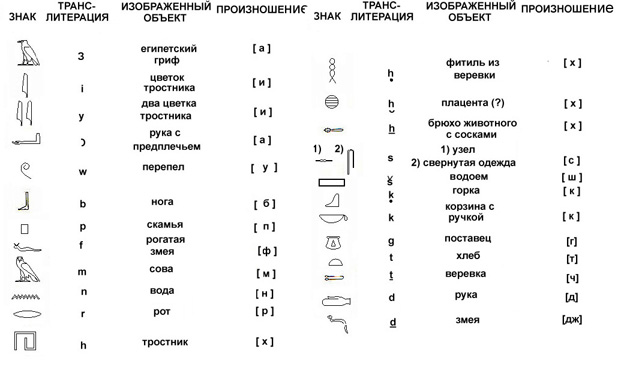 ЗНАК ТРАНС-ЛИТЕРАЦИЯ ИЗОБРАЖЕННЫЙ ОБЪЕКТ ПРОИЗНОШЕНИЕ
3 египетский гриф [ а ]
i цветок тростника [ и ]
y два цветка тростника [ и ]
ɔ рука с предплечьем [ а ]
w перепел [ у ]
b нога [ б ]
p скамья [ п ]
f рогатая змея [ф]
m сова [ м ]
n вода [ н ]
r рот [ р ]
h тростник [ х ]
ЗНАК ТРАНС-ЛИТЕРАЦИЯ ИЗОБРАЖЕННЫЙ ОБЪЕКТ ПРОИЗНОШЕНИЕ
ḥ фитиль из веревки [ х ]
ḫ плацента (?) [ х ]
ẖ брюхо животного с сосками [ х ]
1) 2) s 1) узел 2) свернутая одежда [ с ]
š водоем [ ш ]
ḳ горка [ к ]
k корзина с ручкой [ к ]
g поставец [г]
t хлеб [т]
ṯ веревка [ч]
d рука [д]
ḏ змея [дж]